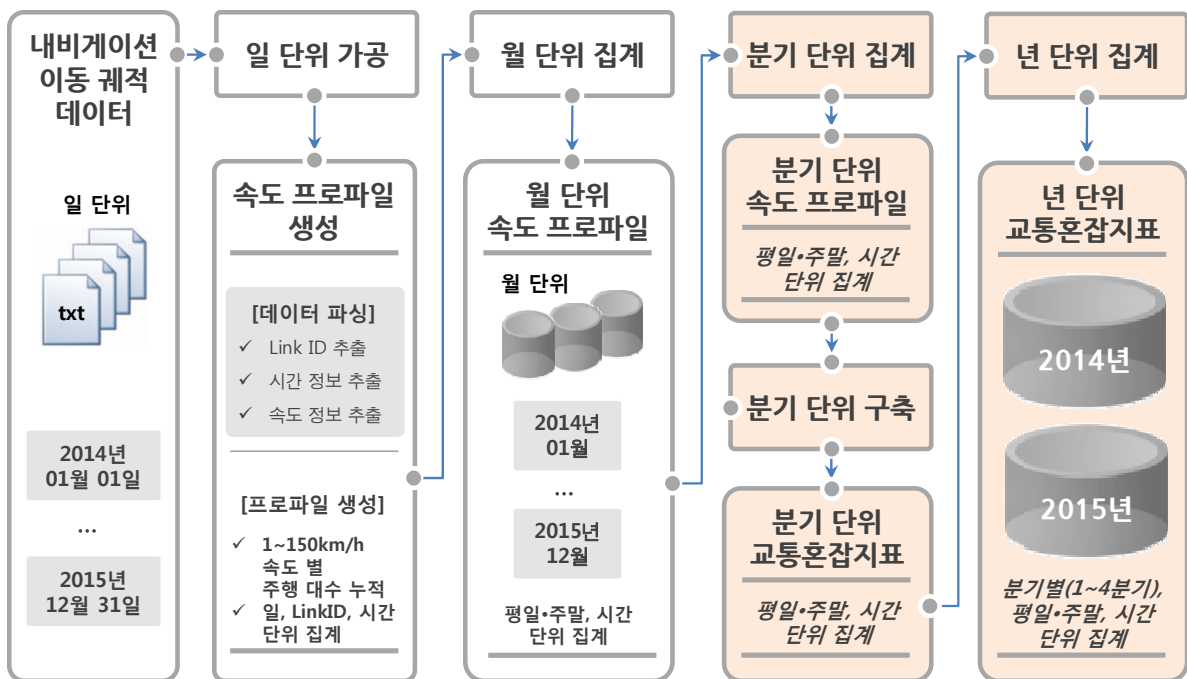 내비게이션
이동 궤적
데이터
일 단위
txt
2014년
01월 01일
...
2015년
12월 31일
일 단위 가공
속도 프로파일
생성
[데이터 파싱]
✓ Link ID 추출
✓ 시간 정보 추출
✓ 속도 정보 추출
[프로파일 생성]
✓ 1~150km/h
속도 별
주행 대수 누적
✓ 일, LinkID, 시간
단위 집계
월 단위 집계
월 단위
속도 프로파일
월 단위
2014년
01월
...
2015년
12월
평일•주말, 시간
단위 집계
분기 단위 집계
분기 단위
속도 프로파일
평일•주말, 시간
단위 집계
분기 단위 구축
분기 단위
교통혼잡지표
평일•주말, 시간
단위 집계
년 단위 집계
년 단위
교통혼잡지표
2014년
2015년
분기별(1~4분기),
평일•주말, 시간
단위 집계